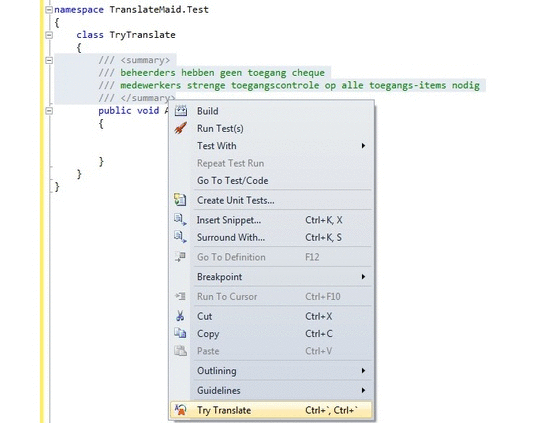 namespace TranslateMaid.Test
{
class TryTranslate
{
/// <summary>
/// beheerders hebben geen toegang cheque
/// medewerkers strenge toegangscontrole op alle toegangs-items nodig
/// </summary>
public void
{
}
}
}
Build
Run Test(s)
Test With
Repeat Test Run
Go To Test/Code
Create Unit Tests...
Insert Snippet... Ctrl+K, X
Surround With... Ctrl+K, S
Go To Definition F12
Breakpoint
Run To Cursor Ctrl+F10
Cut Ctrl+X
Copy Ctrl+C
Paste Ctrl+V
Outlining
Guidelines
Try Translate Ctrl+`, Ctrl+`